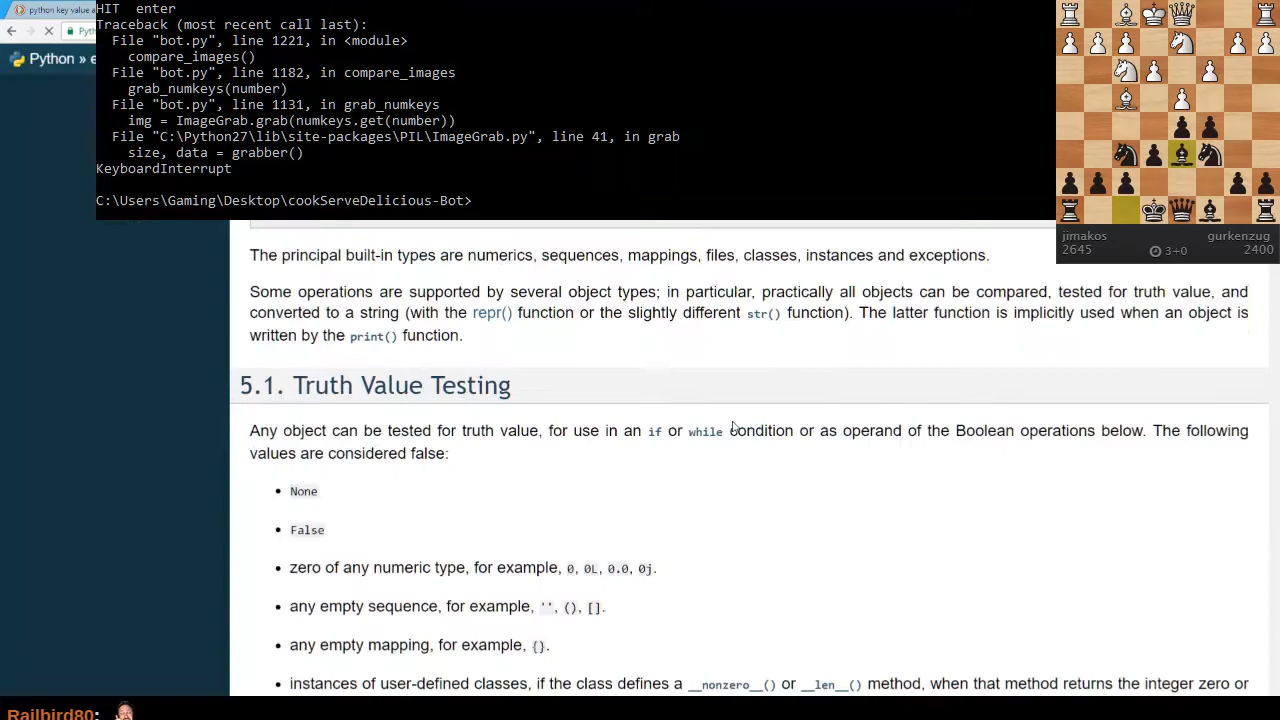 python key value a
Pyth
Python » e
HIT  enter
Traceback (most recent call last):
  File "bot.py", line 1221, in <module>
    compare_images()
  File "bot.py", line 1182, in compare_images
    grab_numkeys(number)
  File "bot.py", line 1131, in grab_numkeys
    img = ImageGrab.grab(numkeys.get(number))
  File "C:\Python27\lib\site-packages\PIL\ImageGrab.py", line 41, in grab
    size, data = grabber()
KeyboardInterrupt
C:\Users\Gaming\Desktop\cookServeDelicious-Bot>
jimakos gurkenzug
2645 3+0 2400
The principal built-in types are numerics, sequences, mappings, files, classes, instances and exceptions.
Some operations are supported by several object types; in particular, practically all objects can be compared, tested for truth value, and
converted to a string (with the repr() function or the slightly different str() function). The latter function is implicitly used when an object is
written by the print() function.
5.1. Truth Value Testing
Any object can be tested for truth value, for use in an if or while condition or as operand of the Boolean operations below. The following
values are considered false:
• None
• False
• zero of any numeric type, for example, 0, 0L, 0.0, 0j.
• any empty sequence, for example, '', (), [].
• any empty mapping, for example, {}.
• instances of user-defined classes, if the class defines a __nonzero__() or __len__() method, when that method returns the integer zero or
Railbird80: